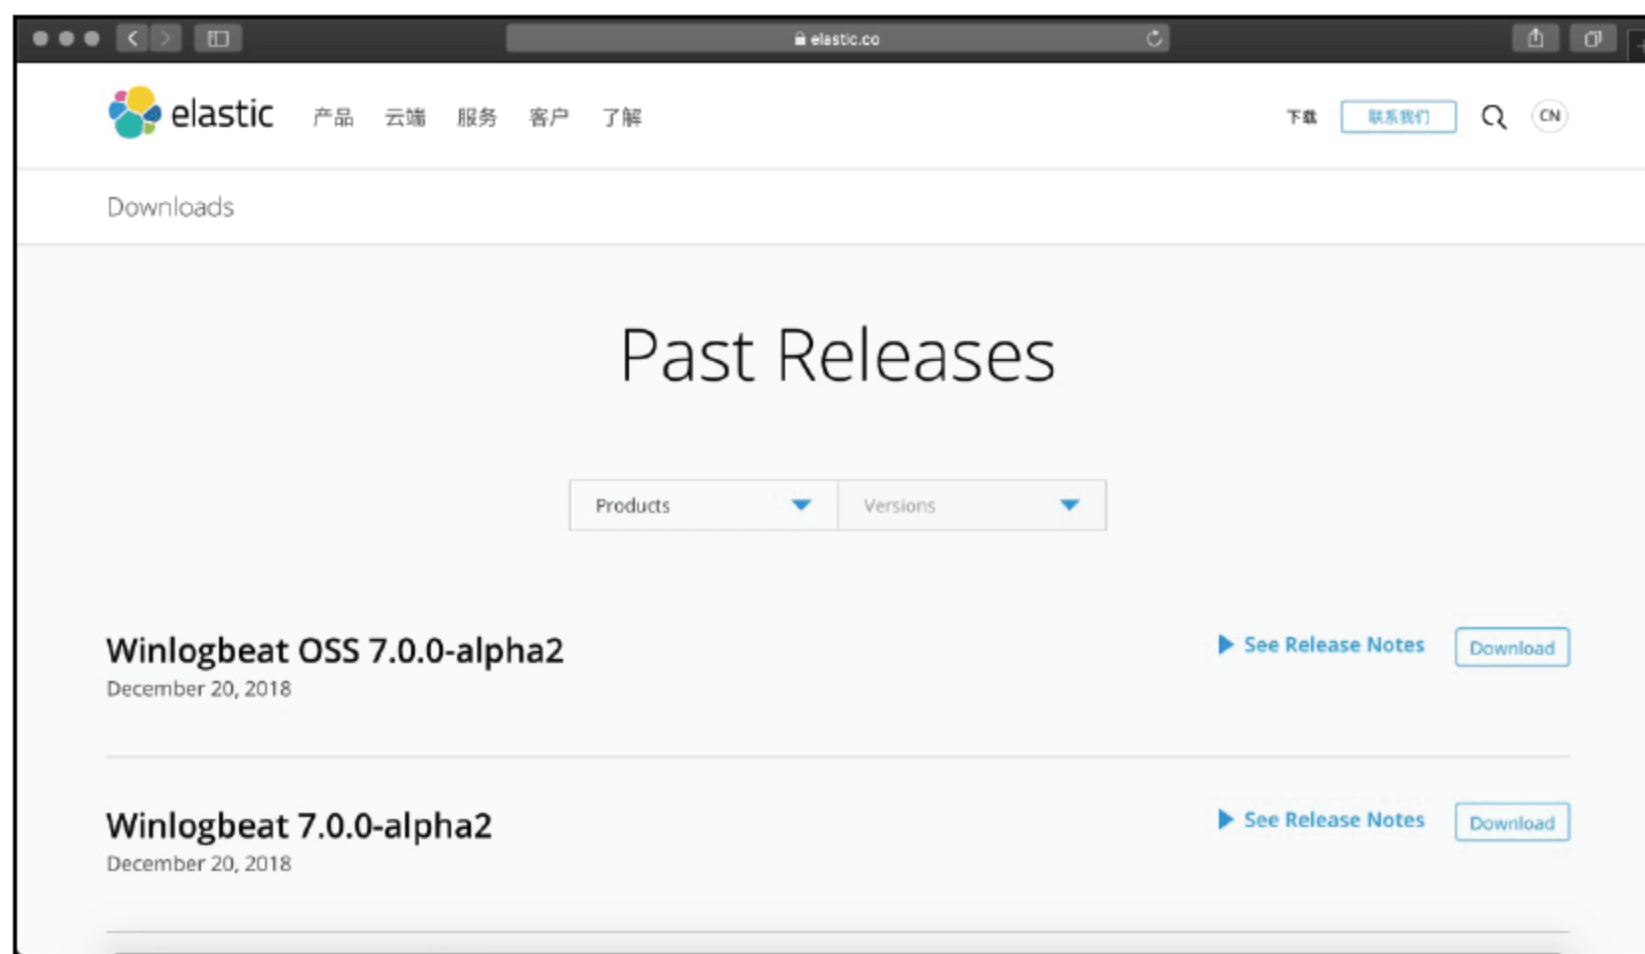 elastic.co
elastic 产品 云端 服务 客户 了解 下载 联系我们 CN
Downloads
Past Releases
Products Versions
Winlogbeat OSS 7.0.0-alpha2 See Release Notes Download
December 20, 2018
Winlogbeat 7.0.0-alpha2 See Release Notes Download
December 20, 2018